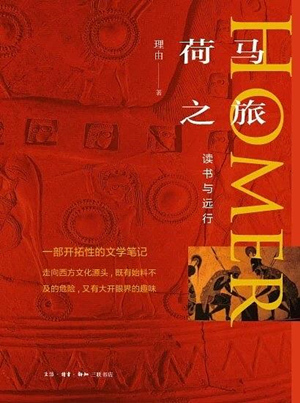 荷马之旅
HOMER
读书与远行
理由 著
一部开拓性的文学笔记
走向西方文化源头，既有始料不
及的危险，又有大开眼界的趣味
生活·读书·新知 三联书店